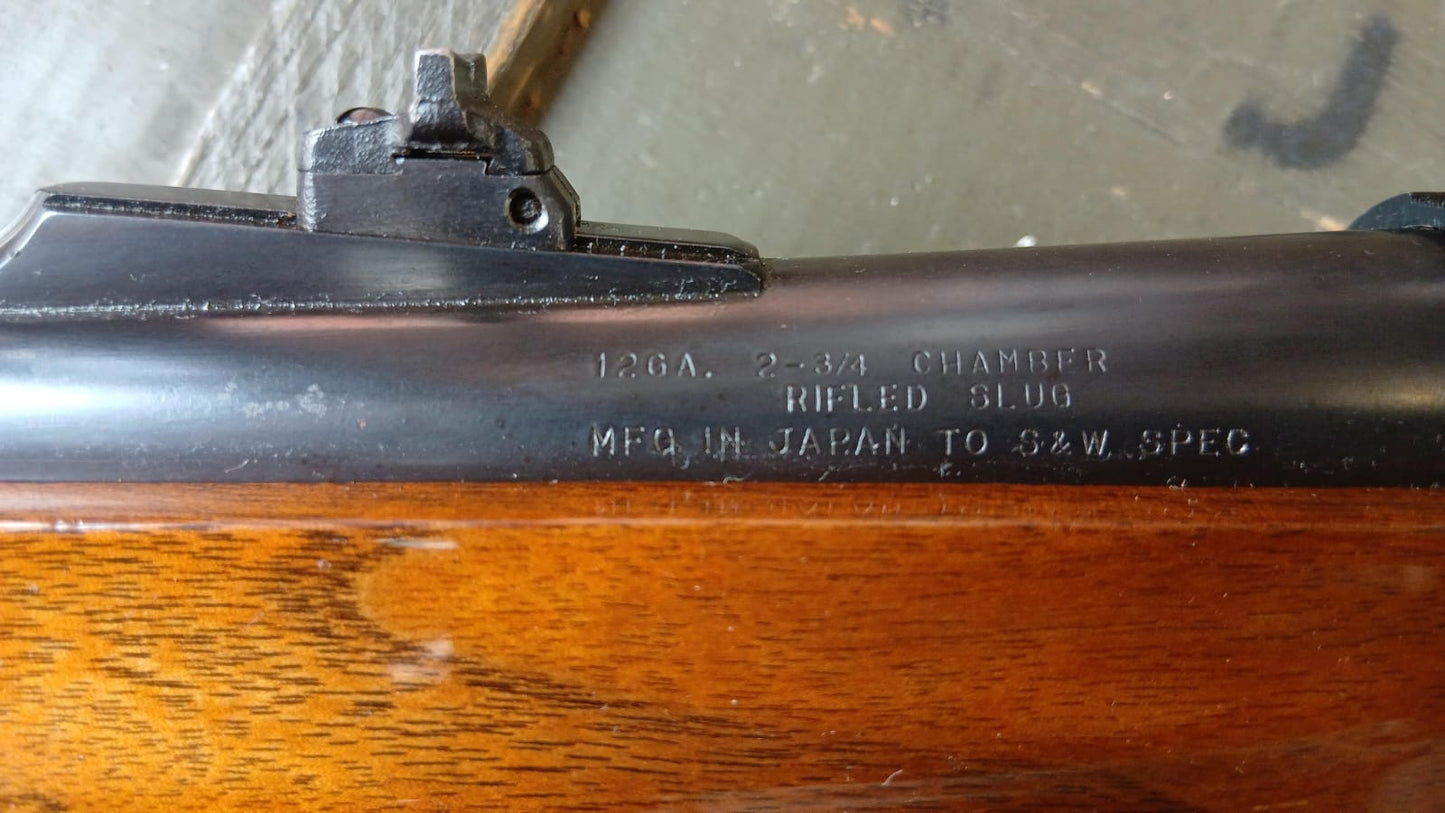 12GA. 2-3/4 CHAMBER
RIFLED SLUG
MFG IN JAPAN TO S&W SPEC
J